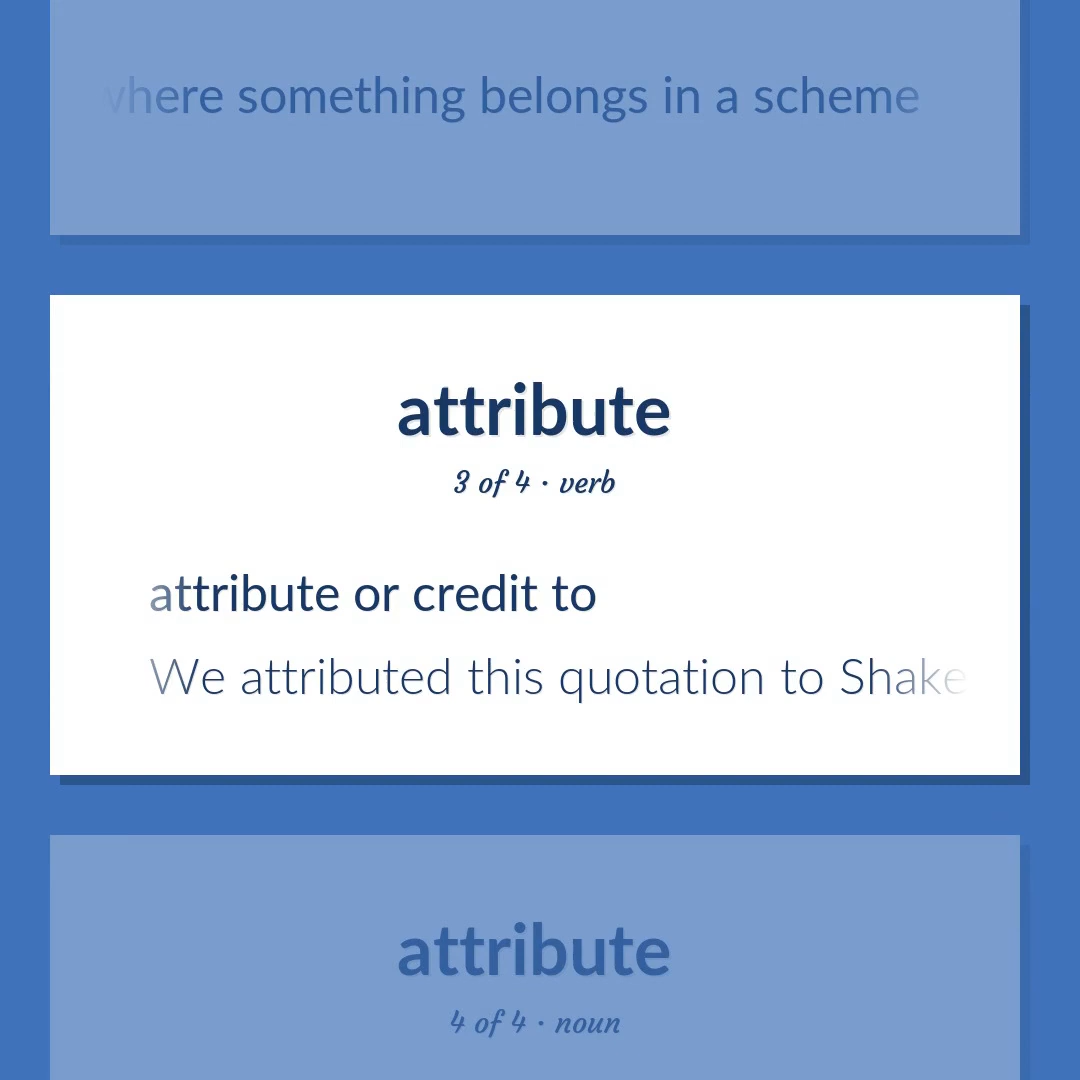 where something belongs in a scheme
attribute
3 of 4 · verb
attribute or credit to
We attributed this quotation to Shake
attribute
4 of 4 · noun